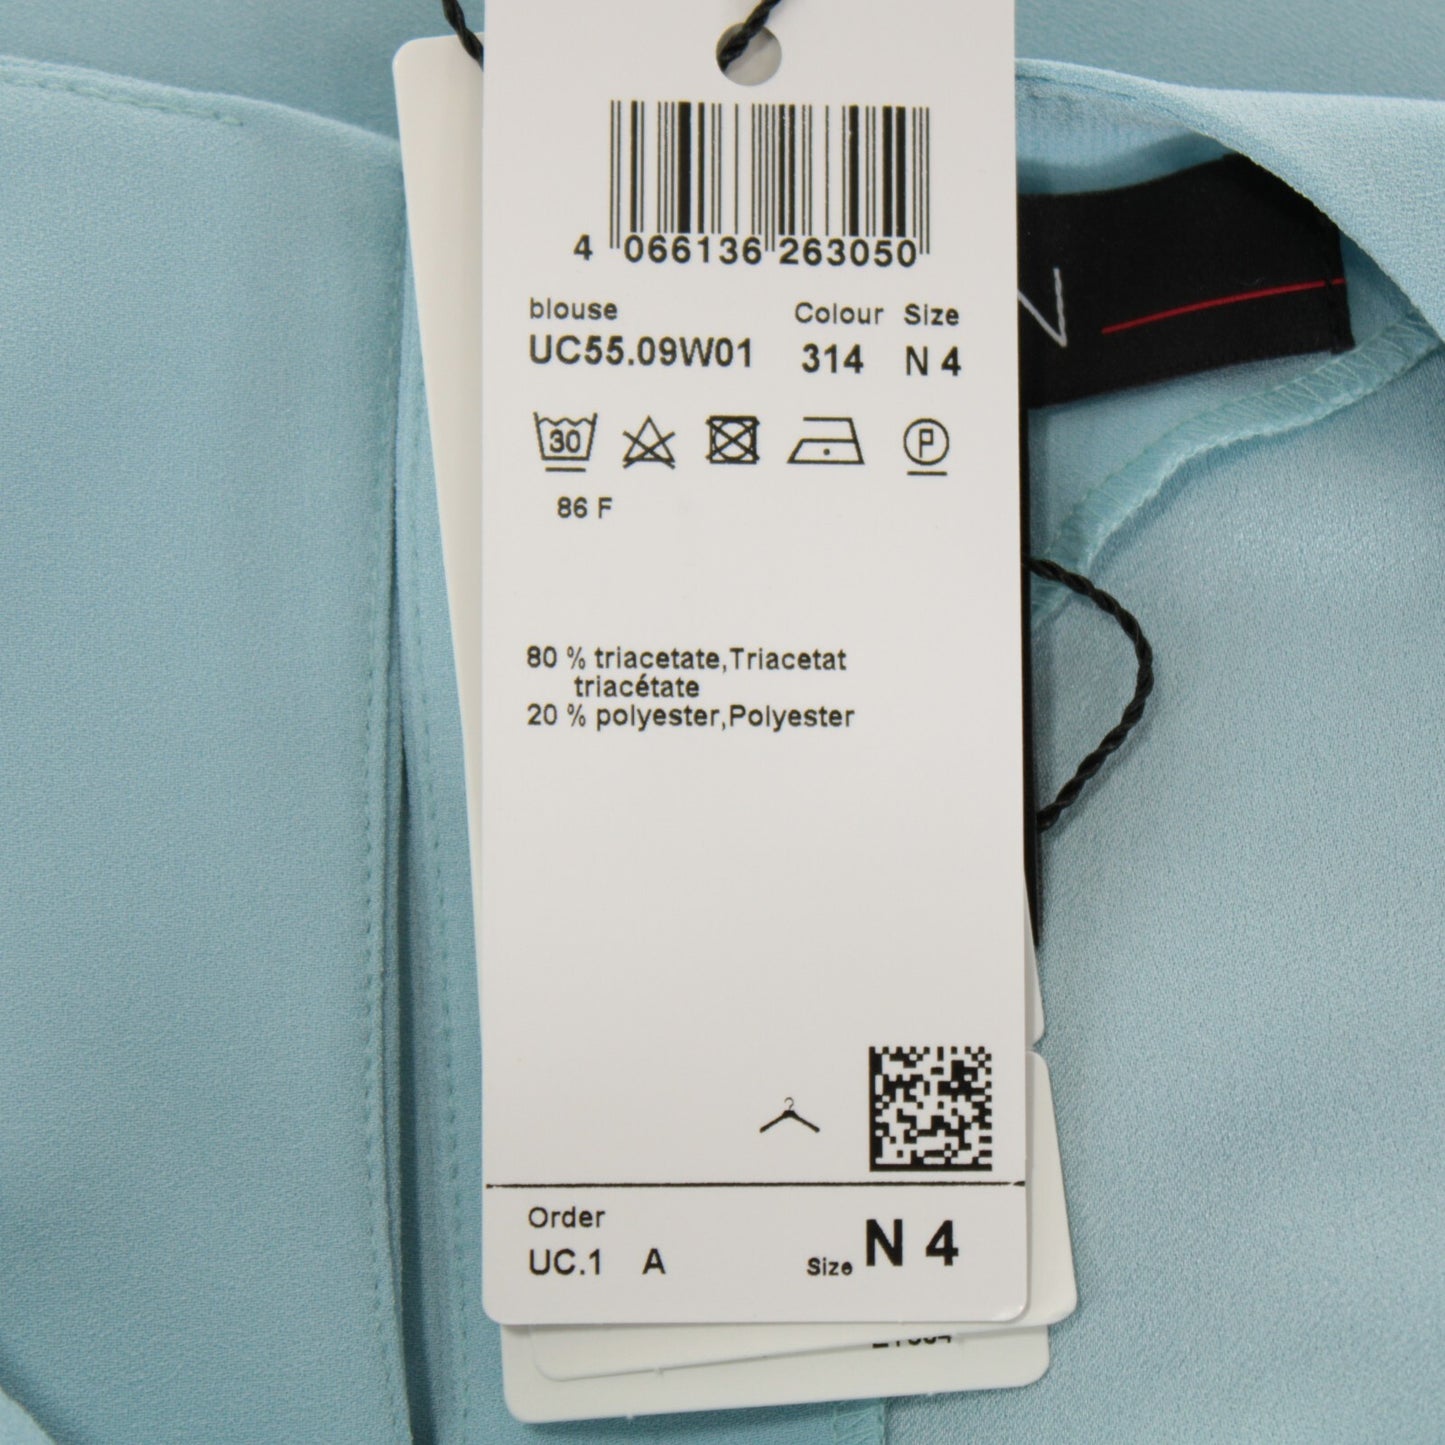 4 066136 263050
blouse Colour Size
UC55.09W01 314 N 4
30
P
86 F
80 % triacetate,Triacetat
triacétate
20 % polyester,Polyester
Order
UC.1 A Size N 4